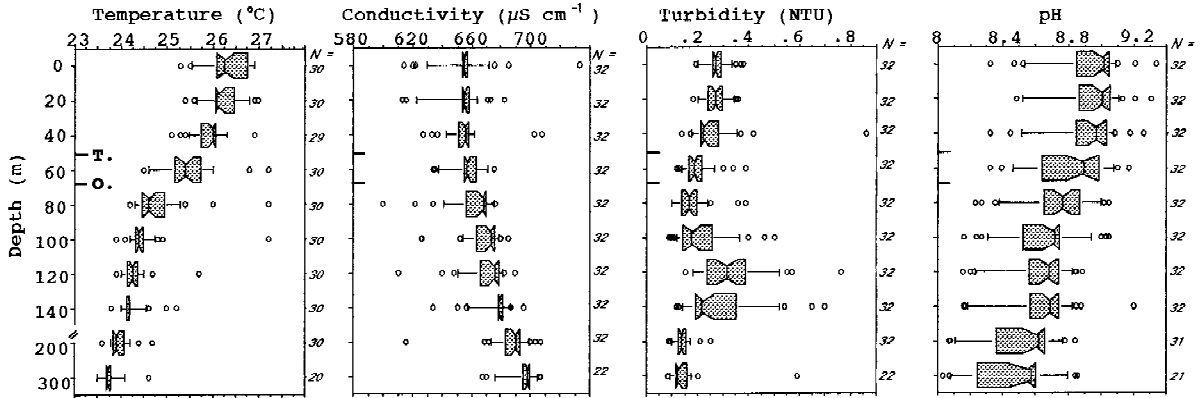 Temperature (°C) Conductivity (µS cm⁻¹) Turbidity (NTU) pH
23 24 25 26 27 N = 580 620 660 700 N = 0 .2 .4 .6 .8 N = 8 8.4 8.8 9.2 N =
0 30 32 32 32
20 30 32 32 32
40 29 32 32 32
T.
60 30 32 32 32
O.
80 30 32 32 32
100 30 32 32 32
120 30 32 32 32
140 30 32 32 32
200 30 32 32 31
300 20 22 22 21
Depth (m)